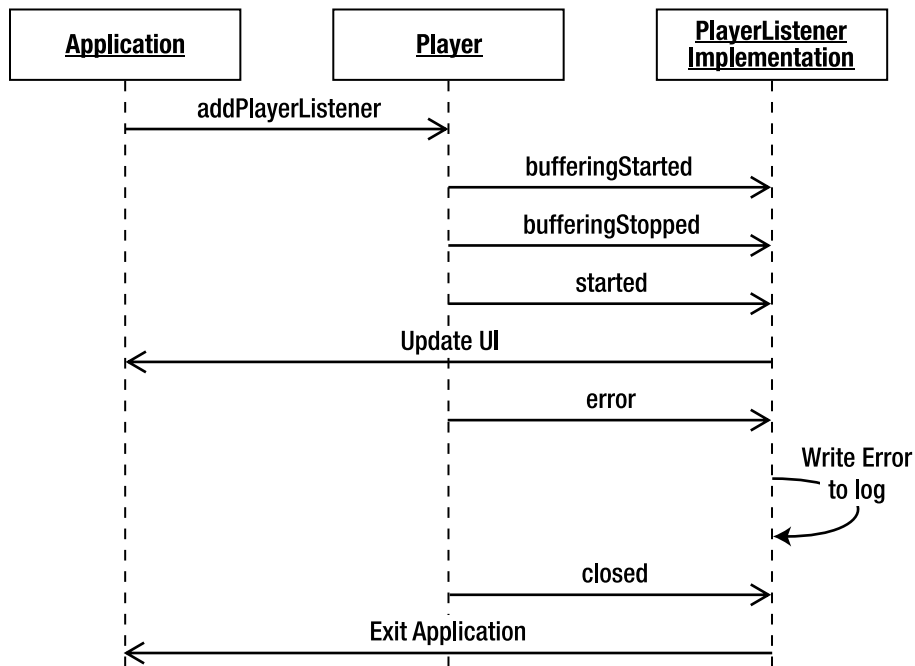 Application
Player
PlayerListener
Implementation
addPlayerListener
bufferingStarted
bufferingStopped
started
Update UI
error
Write Error
to log
closed
Exit Application